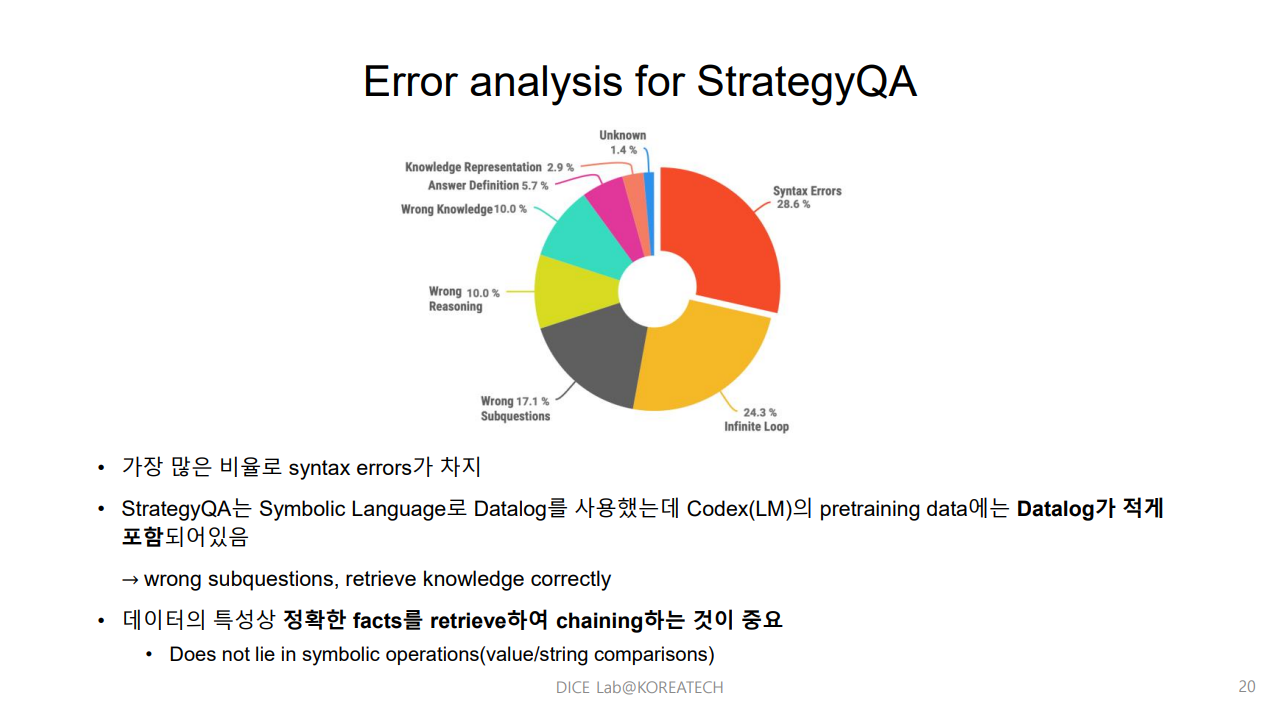 Error analysis for StrategyQA
Unknown
1.4 %
Knowledge Representation 2.9 %
Answer Definition 5.7 %
Wrong Knowledge 10.0 %
Syntax Errors
28.6 %
Wrong 10.0 %
Reasoning
Wrong 17.1 %
Subquestions
24.3 %
Infinite Loop
• 가장 많은 비율로 syntax errors가 차지
• StrategyQA는 Symbolic Language로 Datalog를 사용했는데 Codex(LM)의 pretraining data에는 Datalog가 적게
포함되어있음
→ wrong subquestions, retrieve knowledge correctly
• 데이터의 특성상 정확한 facts를 retrieve하여 chaining하는 것이 중요
• Does not lie in symbolic operations(value/string comparisons)
DICE Lab@KOREATECH
20